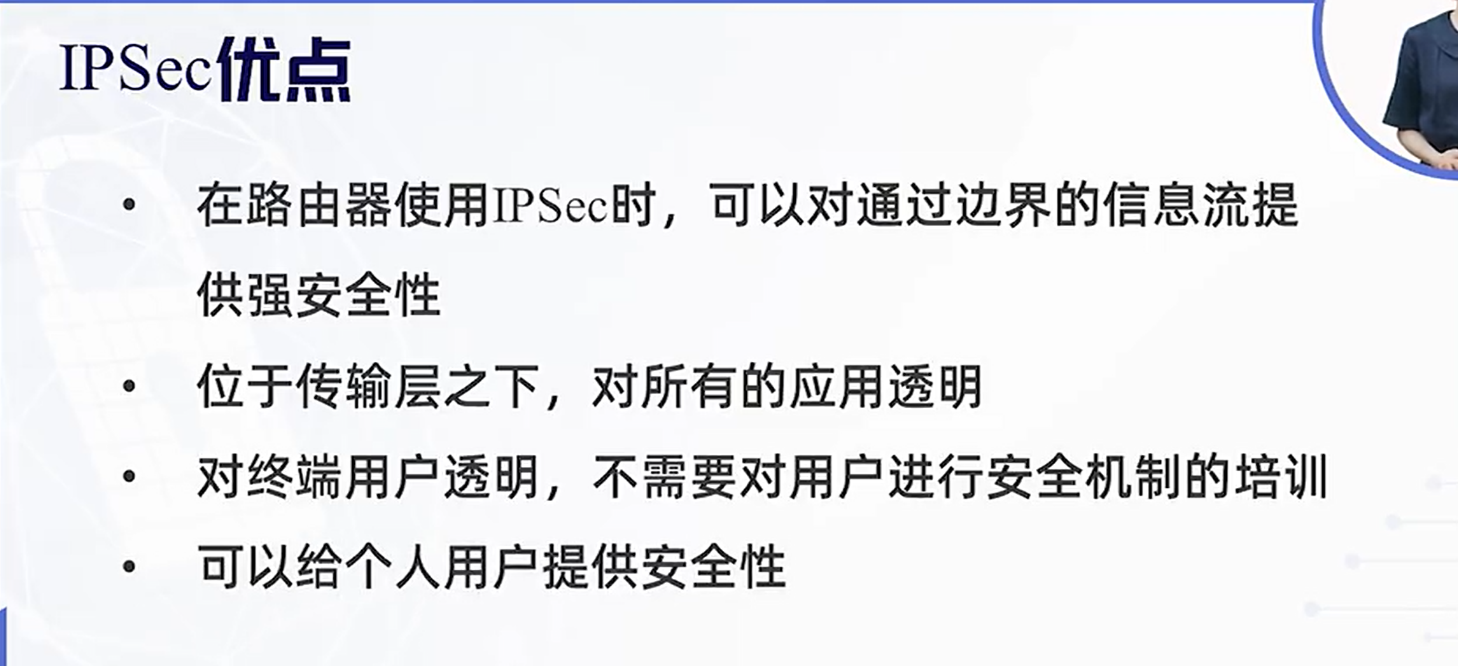 IPSec优点
• 在路由器使用IPSec时，可以对通过边界的信息流提
供强安全性
• 位于传输层之下，对所有的应用透明
• 对终端用户透明，不需要对用户进行安全机制的培训
• 可以给个人用户提供安全性